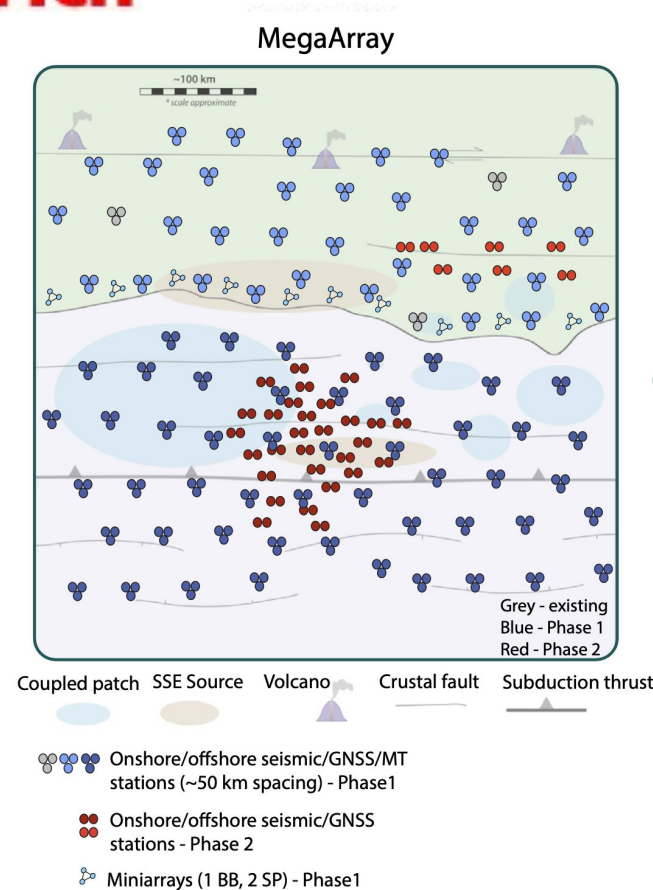 MegaArray
~100 km
* scale approximate
Grey - existing
Blue - Phase 1
Red - Phase 2
Coupled patch
SSE Source
Volcano
Crustal fault
Subduction thrust
Onshore/offshore seismic/GNSS/MT
stations (~50 km spacing) - Phase1
Onshore/offshore seismic/GNSS
stations - Phase 2
Miniarrays (1 BB, 2 SP) - Phase1